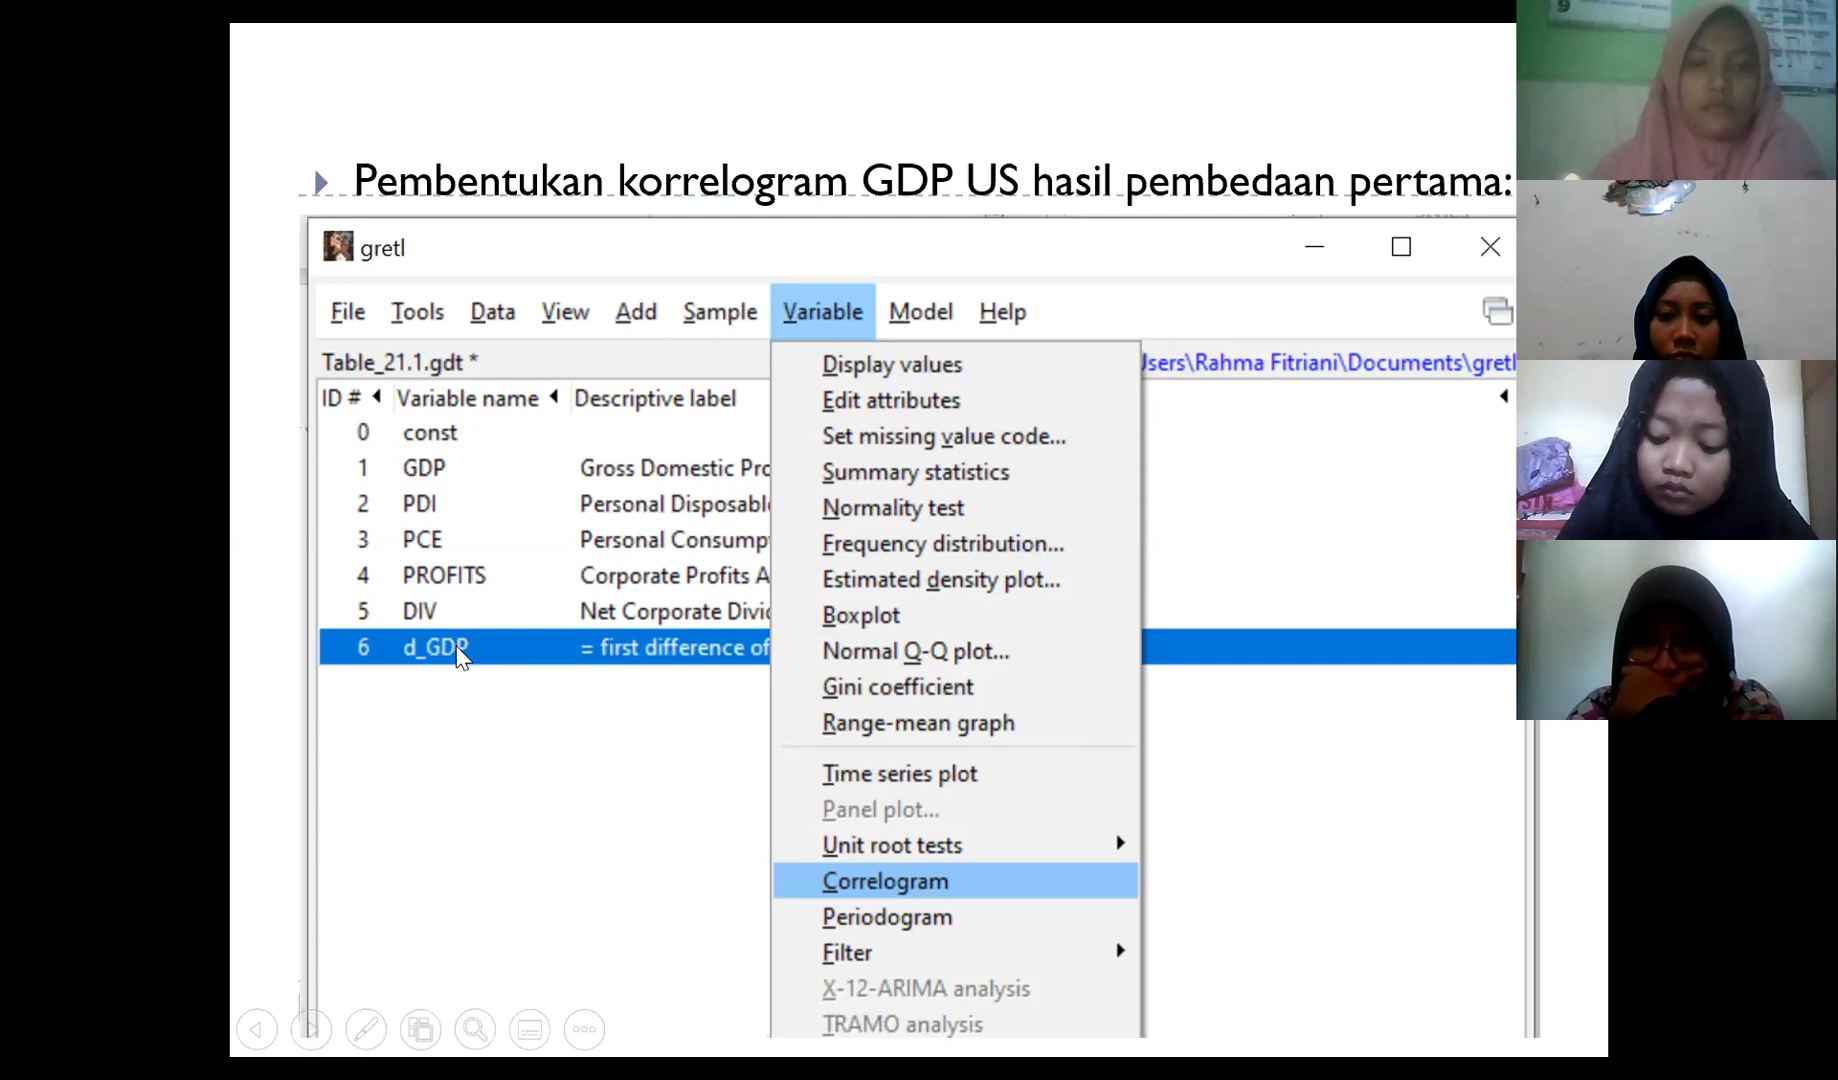 Pembentukan korrelogram GDP US hasil pembedaan pertama:
gretl
File Tools Data View Add Sample Variable Model Help
Table_21.1.gdt *
Jsers\Rahma Fitriani\Documents\gretl
ID # Variable name Descriptive label
0 const
1 GDP Gross Domestic Pro
2 PDI Personal Disposable
3 PCE Personal Consump
4 PROFITS Corporate Profits A
5 DIV Net Corporate Divid
6 d_GDP = first difference of
Display values
Edit attributes
Set missing value code...
Summary statistics
Normality test
Frequency distribution...
Estimated density plot...
Boxplot
Normal Q-Q plot...
Gini coefficient
Range-mean graph
Time series plot
Panel plot...
Unit root tests
Correlogram
Periodogram
Filter
X-12-ARIMA analysis
TRAMO analysis
9